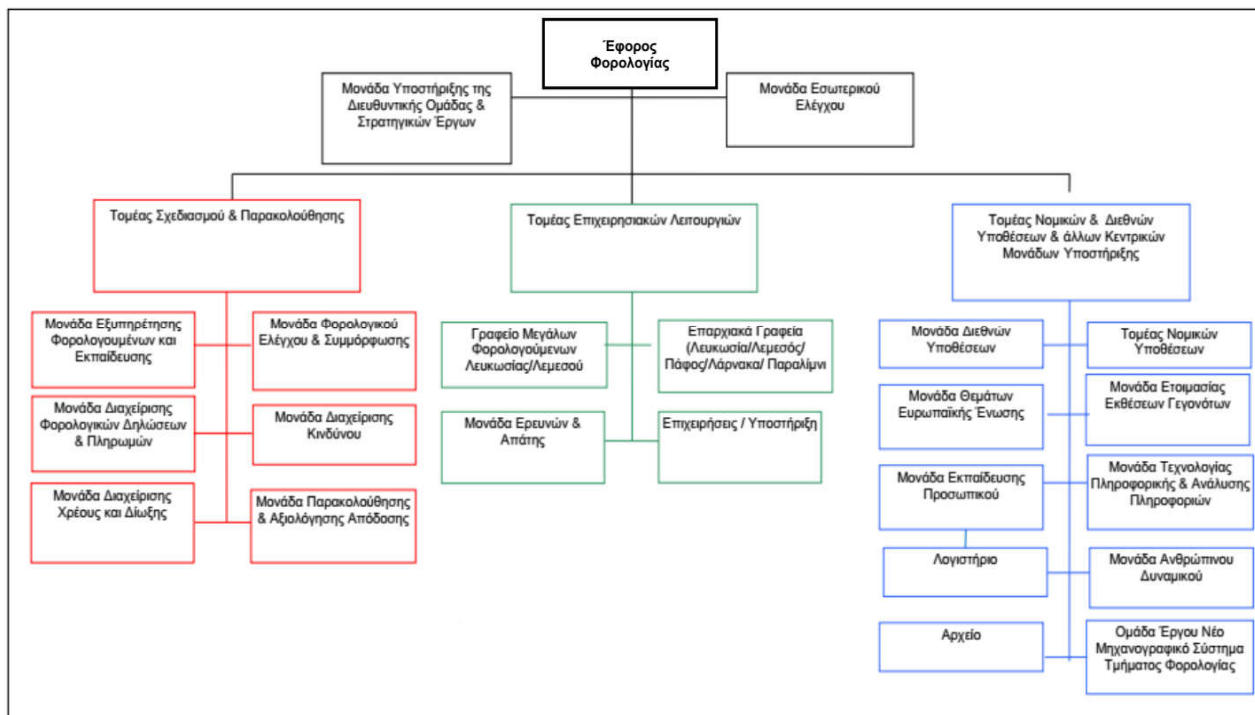 Έφορος
Φορολογίας
Μονάδα Υποστήριξης της
Διευθυντικής Ομάδας &
Στρατηγικών Έργων
Μονάδα Εσωτερικού
Ελέγχου
Τομέας Σχεδιασμού & Παρακολούθησης
Τομέας Επιχειρησιακών Λειτουργιών
Τομέας Νομικών & Διεθνών
Υποθέσεων & άλλων Κεντρικών
Μονάδων Υποστήριξης
Μονάδα Εξυπηρέτησης
Φορολογουμένων και
Εκπαίδευσης
Μονάδα Φορολογικού
Ελέγχου & Συμμόρφωσης
Μονάδα Διαχείρισης
Φορολογικών Δηλώσεων
& Πληρωμών
Μονάδα Διαχείρισης
Κινδύνου
Μονάδα Διαχείρισης
Χρέους και Δίωξης
Μονάδα Παρακολούθησης
& Αξιολόγησης Απόδοσης
Γραφείο Μεγάλων
Φορολογούμενων
Λευκωσίας/Λεμεσού
Επαρχιακά Γραφεία
(Λευκωσία/Λεμεσός/
Πάφος/Λάρνακα/ Παραλίμνι
Μονάδα Ερευνών &
Απάτης
Επιχειρήσεις / Υποστήριξη
Μονάδα Διεθνών
Υποθέσεων
Τομέας Νομικών
Υποθέσεων
Μονάδα Θεμάτων
Ευρωπαϊκής Ένωσης
Μονάδα Ετοιμασίας
Εκθέσεων Γεγονότων
Μονάδα Εκπαίδευσης
Προσωπικού
Μονάδα Τεχνολογίας
Πληροφορικής & Ανάλυσης
Πληροφοριών
Λογιστήριο
Μονάδα Ανθρώπινου
Δυναμικού
Αρχείο
Ομάδα Έργου Νέο
Μηχανογραφικό Σύστημα
Τμήματος Φορολογίας